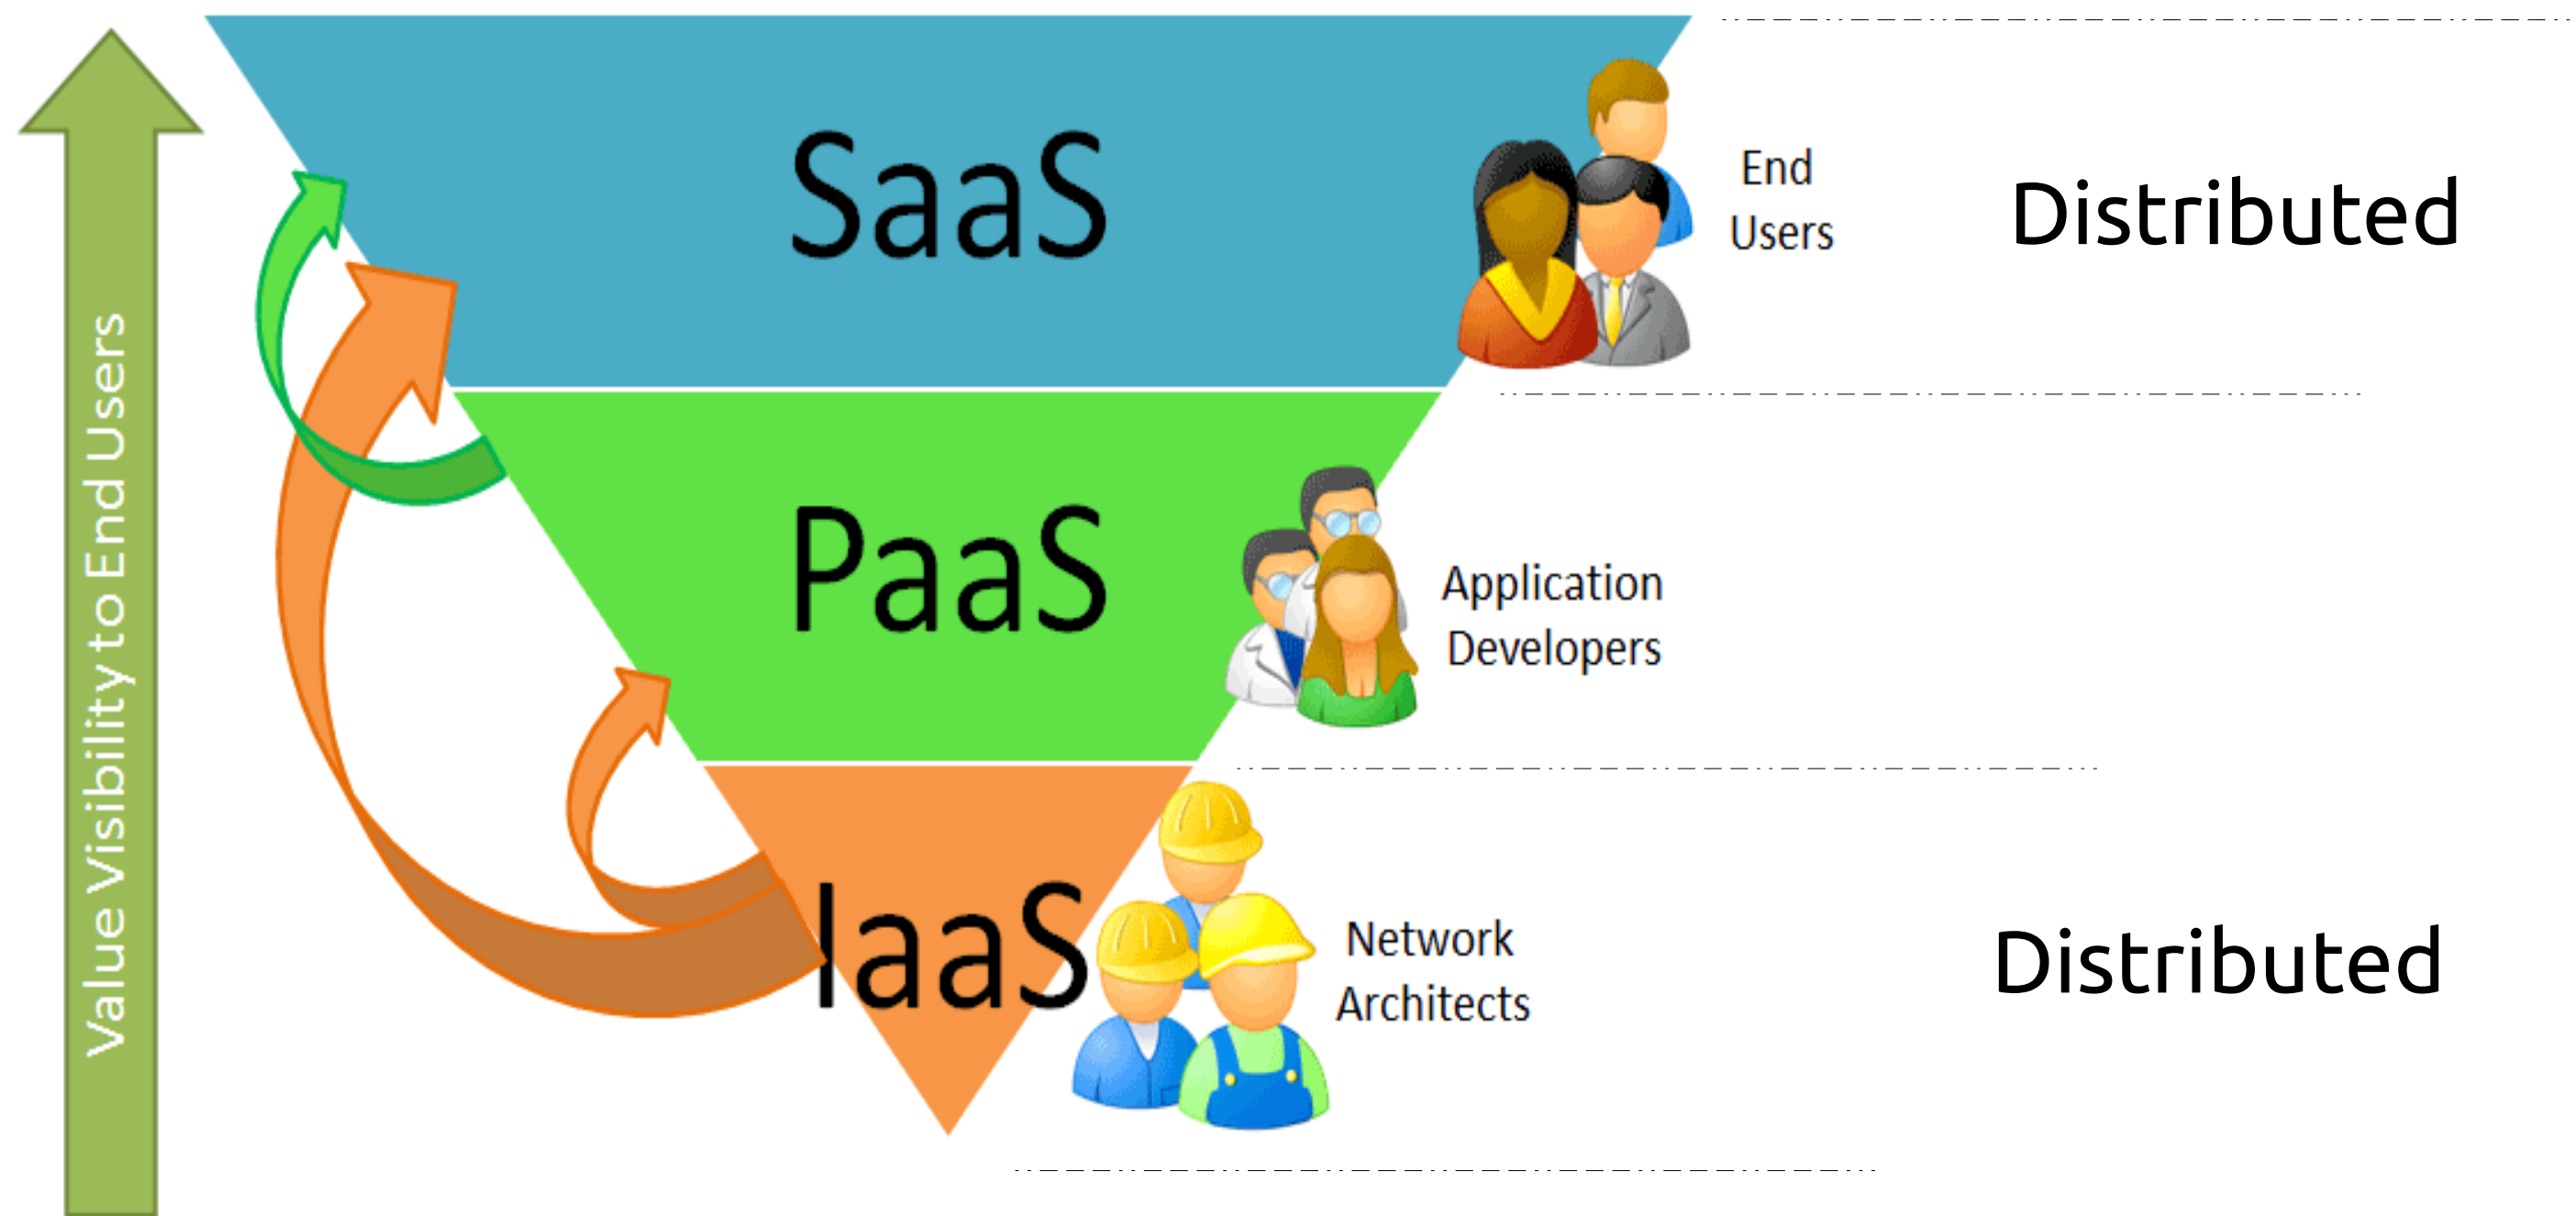 Value Visibility to End Users
SaaS
End
Users
Distributed
PaaS
Application
Developers
IaaS
Network
Architects
Distributed